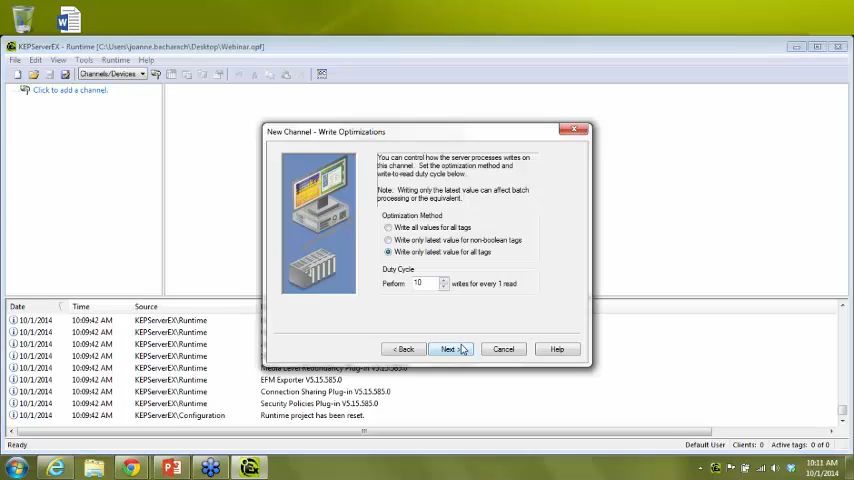 KEPServerEX - Runtime [C:\Users\joanne.bacharach\Desktop\Webinar.opf]
File Edit View Tools Runtime Help
Channels/Devices
Click to add a channel.
New Channel - Write Optimizations
You can control how the server processes writes on
this channel. Set the optimization method and
write-to-read duty cycle below.
Note: Writing only the latest value can affect batch
processing or the equivalent.
Optimization Method
Write all values for all tags
Write only latest value for non-boolean tags
Write only latest value for all tags
Duty Cycle
Perform 10 writes for every 1 read
< Back Next > Cancel Help
Date Time Source
10/1/2014 10:09:42 AM KEPServerEX\Runtime
10/1/2014 10:09:42 AM KEPServerEX\Runtime
10/1/2014 10:09:42 AM KEPServerEX\Runtime
10/1/2014 10:09:42 AM KEPServerEX\Runtime
10/1/2014 10:09:42 AM KEPServerEX\Runtime Media Level Redundancy Plug-in V5.15.585.0
10/1/2014 10:09:42 AM KEPServerEX\Runtime EFM Exporter V5.15.585.0
10/1/2014 10:09:42 AM KEPServerEX\Runtime Connection Sharing Plug-in V5.15.585.0
10/1/2014 10:09:42 AM KEPServerEX\Runtime Security Policies Plug-in V5.15.585.0
10/1/2014 10:09:42 AM KEPServerEX\Configuration Runtime project has been reset.
Ready Default User Clients: 0 Active tags: 0 of 0
10:11 AM
10/1/2014